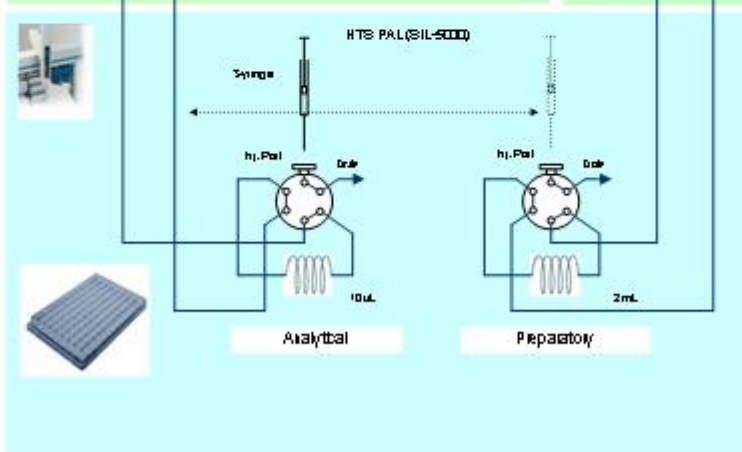 HTS PAL(SIL-5000)
Syringe
Inj. Port
Drain
Inj. Port
Drain
10uL
2mL
Analytical
Preparatory